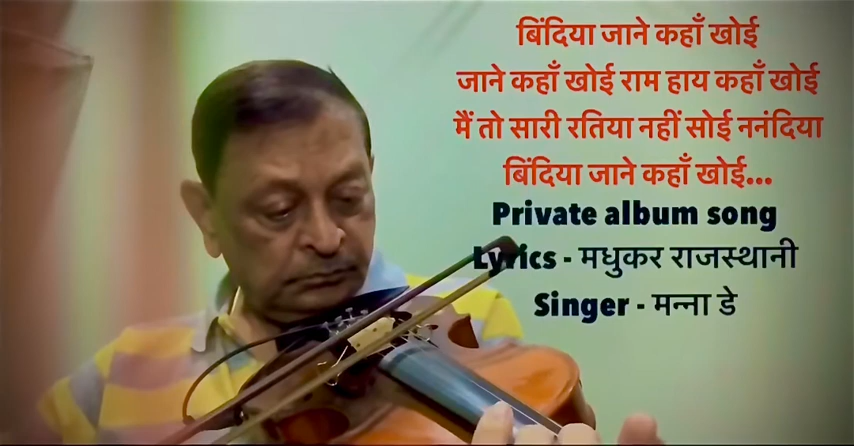 बिंदिया जाने कहाँ खोई
जाने कहाँ खोई राम हाय कहाँ खोई
मैं तो सारी रतिया नहीं सोई ननंदिया
बिंदिया जाने कहाँ खोई...
Private album song
Lyrics - मधुकर राजस्थानी
Singer - मन्ना डे